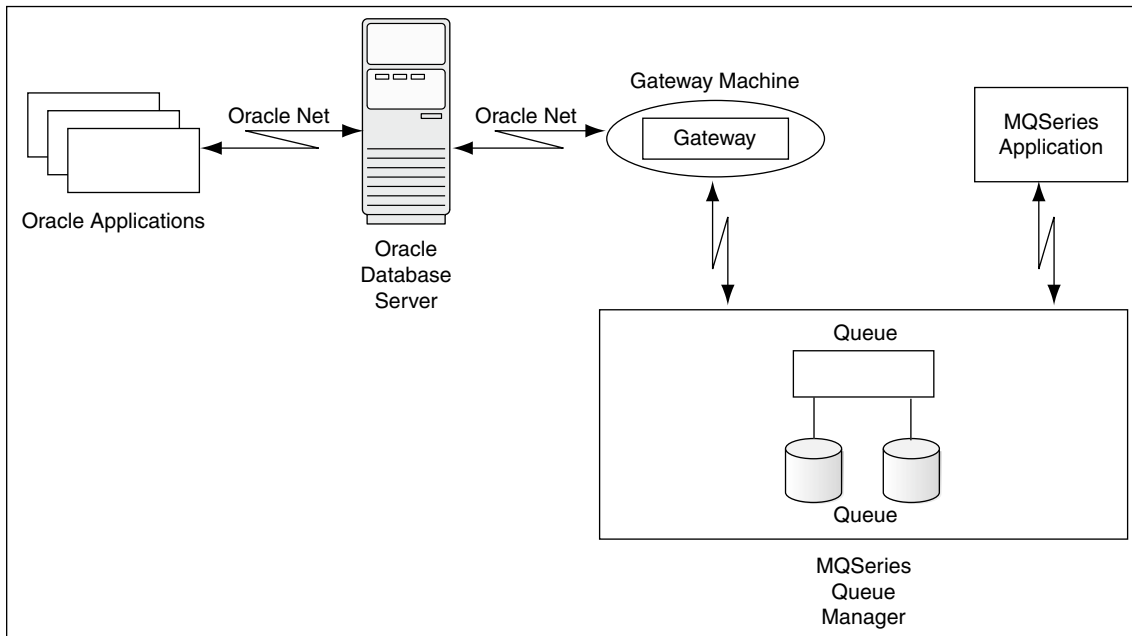 Oracle Net
Oracle Applications
Oracle
Database
Server
Oracle Net
Gateway Machine
Gateway
MQSeries
Application
Queue
Queue
MQSeries
Queue
Manager